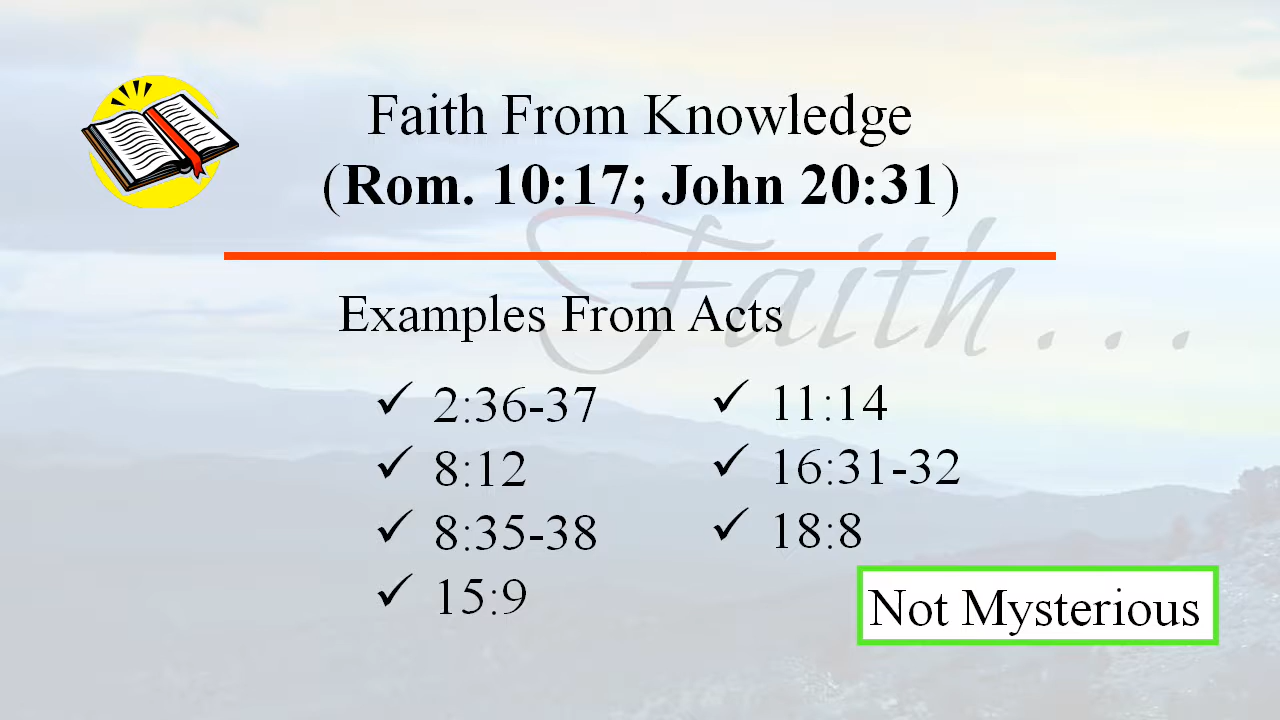 Faith From Knowledge
(Rom. 10:17; John 20:31)
Faith...
Examples From Acts
✓ 2:36-37
✓ 8:12
✓ 8:35-38
✓ 15:9
✓ 11:14
✓ 16:31-32
✓ 18:8
Not Mysterious